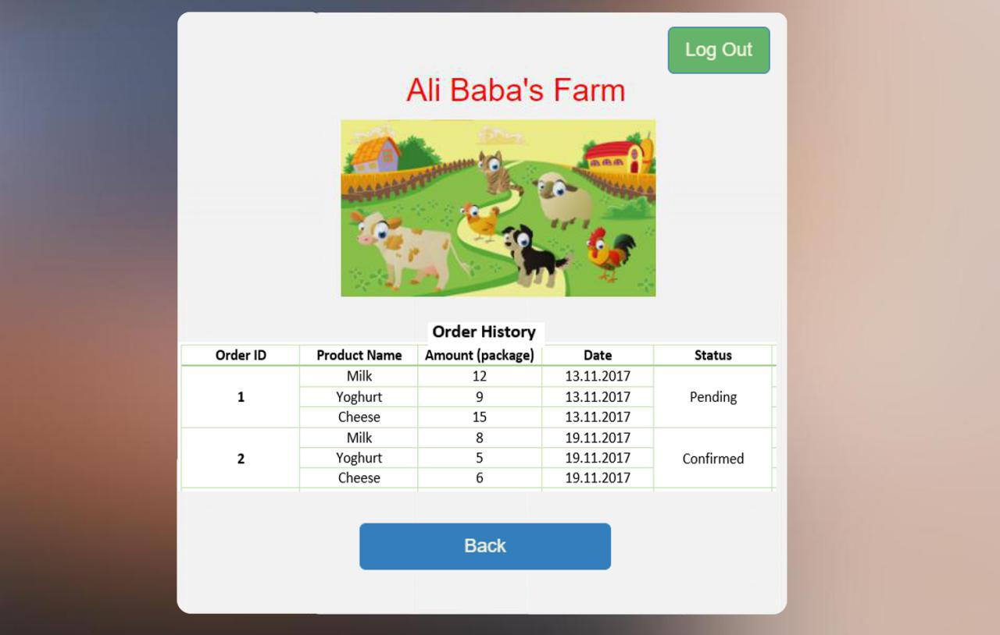 Log Out
Ali Baba's Farm
Order History
Order ID Product Name Amount (package) Date Status
Milk 12 13.11.2017
1 Yoghurt 9 13.11.2017 Pending
Cheese 15 13.11.2017
Milk 8 19.11.2017
2 Yoghurt 5 19.11.2017 Confirmed
Cheese 6 19.11.2017
Back